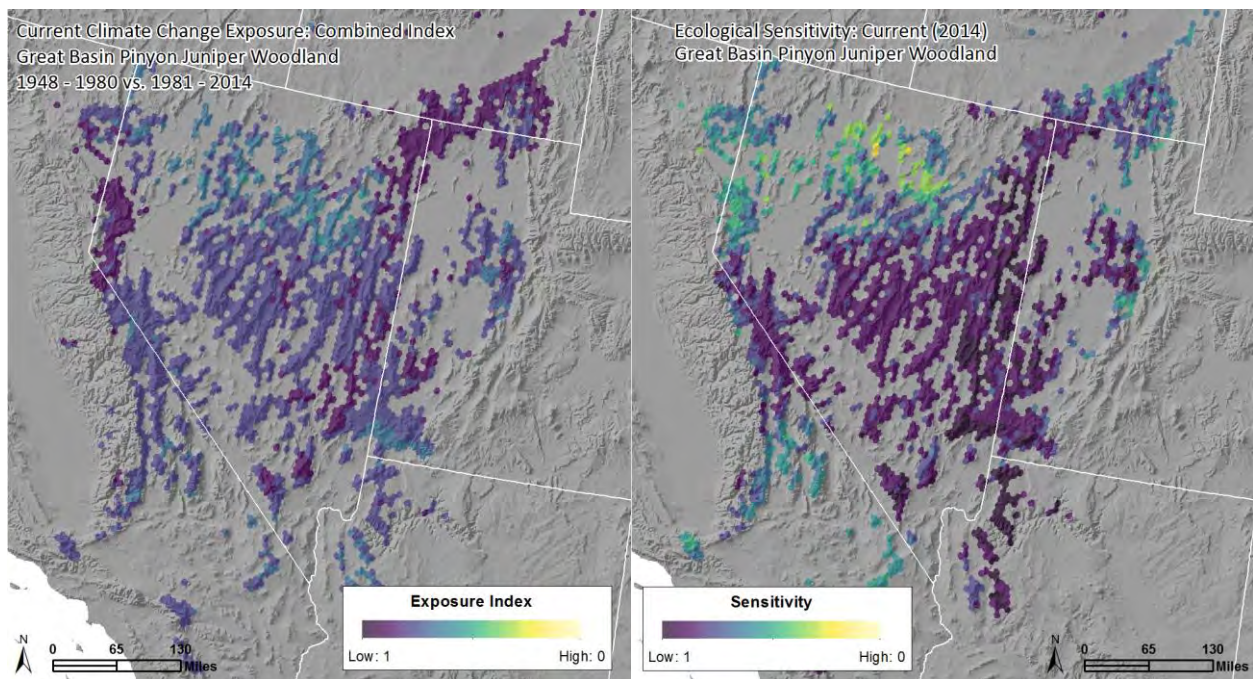 Current Climate Change Exposure: Combined Index
Great Basin Pinyon Juniper Woodland
1948 - 1980 vs. 1981 - 2014
Exposure Index
Low: 1 High: 0
N
0 65 130
Miles
Ecological Sensitivity: Current (2014)
Great Basin Pinyon Juniper Woodland
Sensitivity
Low: 1 High: 0
N
0 65 130
Miles